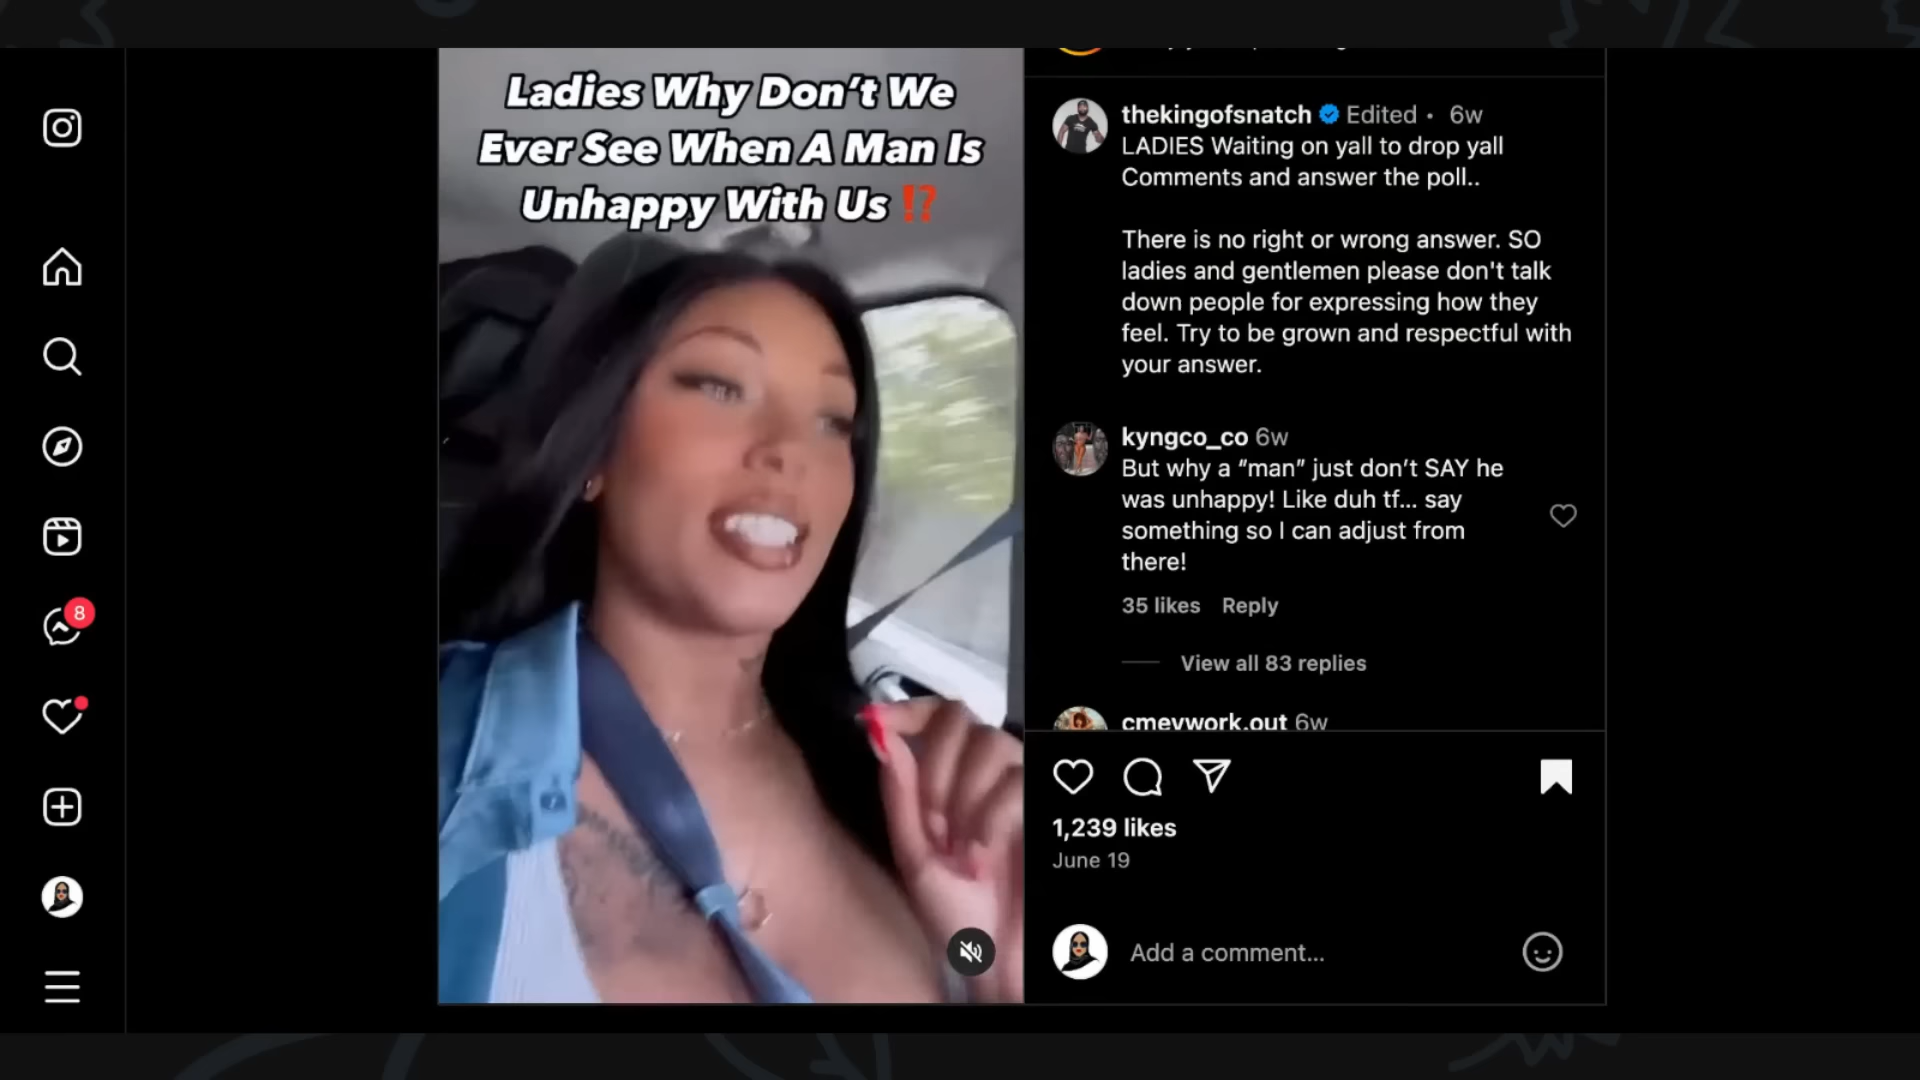 Ladies Why Don't We
Ever See When A Man Is
Unhappy With Us ⁉
thekingofsnatch Edited • 6w
LADIES Waiting on yall to drop yall
Comments and answer the poll..
There is no right or wrong answer. SO
ladies and gentlemen please don't talk
down people for expressing how they
feel. Try to be grown and respectful with
your answer.
kyngco_co 6w
But why a “man” just don’t SAY he
was unhappy! Like duh tf... say
something so I can adjust from
there!
35 likes Reply
View all 83 replies
cmevwork.out 6w
8
1,239 likes
June 19
Add a comment...